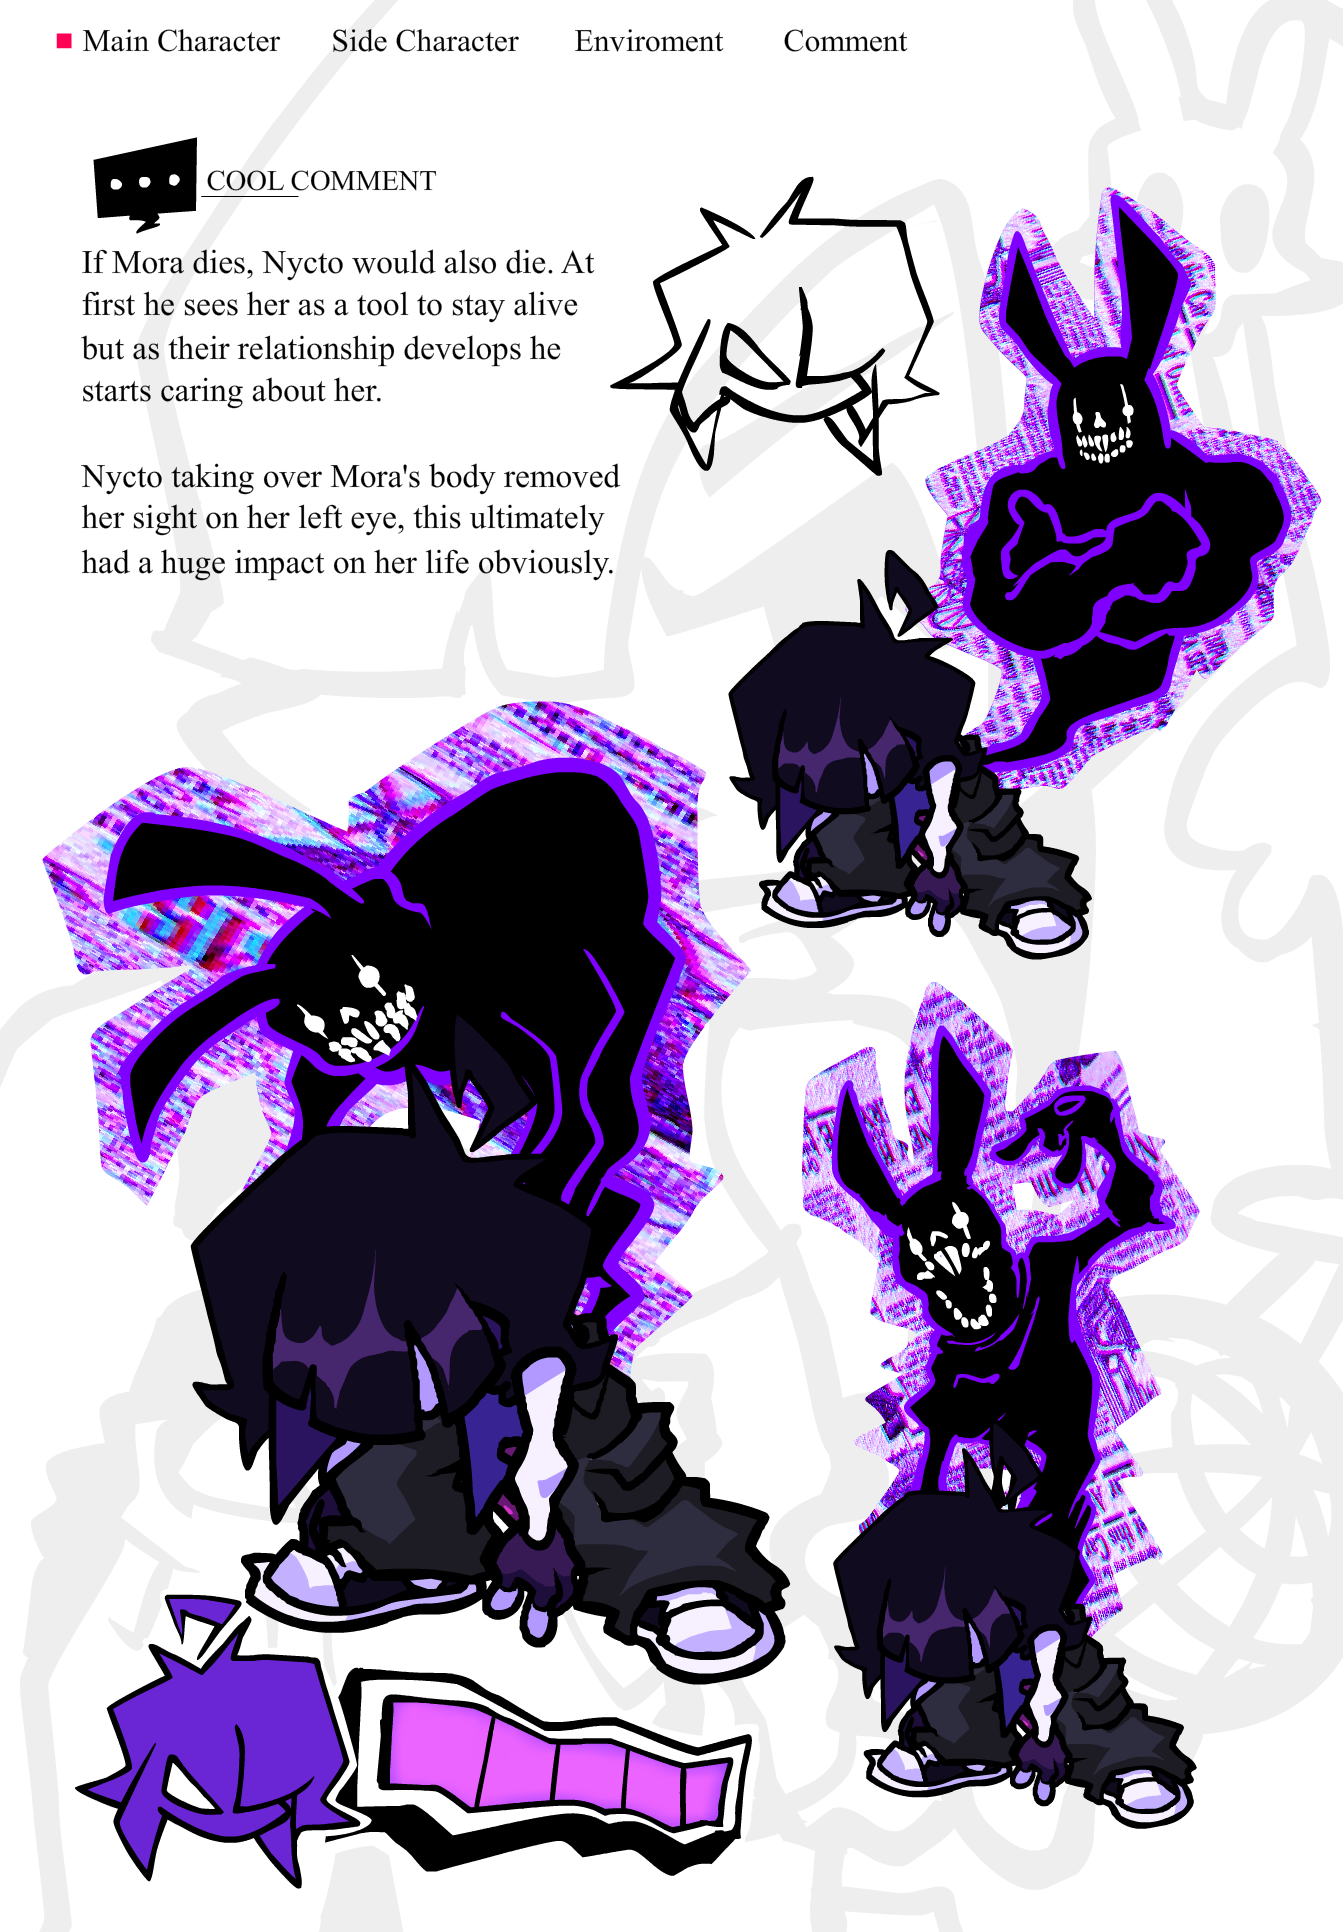 Main Character Side Character Enviroment Comment
COOL COMMENT
If Mora dies, Nycto would also die. At
first he sees her as a tool to stay alive
but as their relationship develops he
starts caring about her.
Nycto taking over Mora's body removed
her sight on her left eye, this ultimately
had a huge impact on her life obviously.